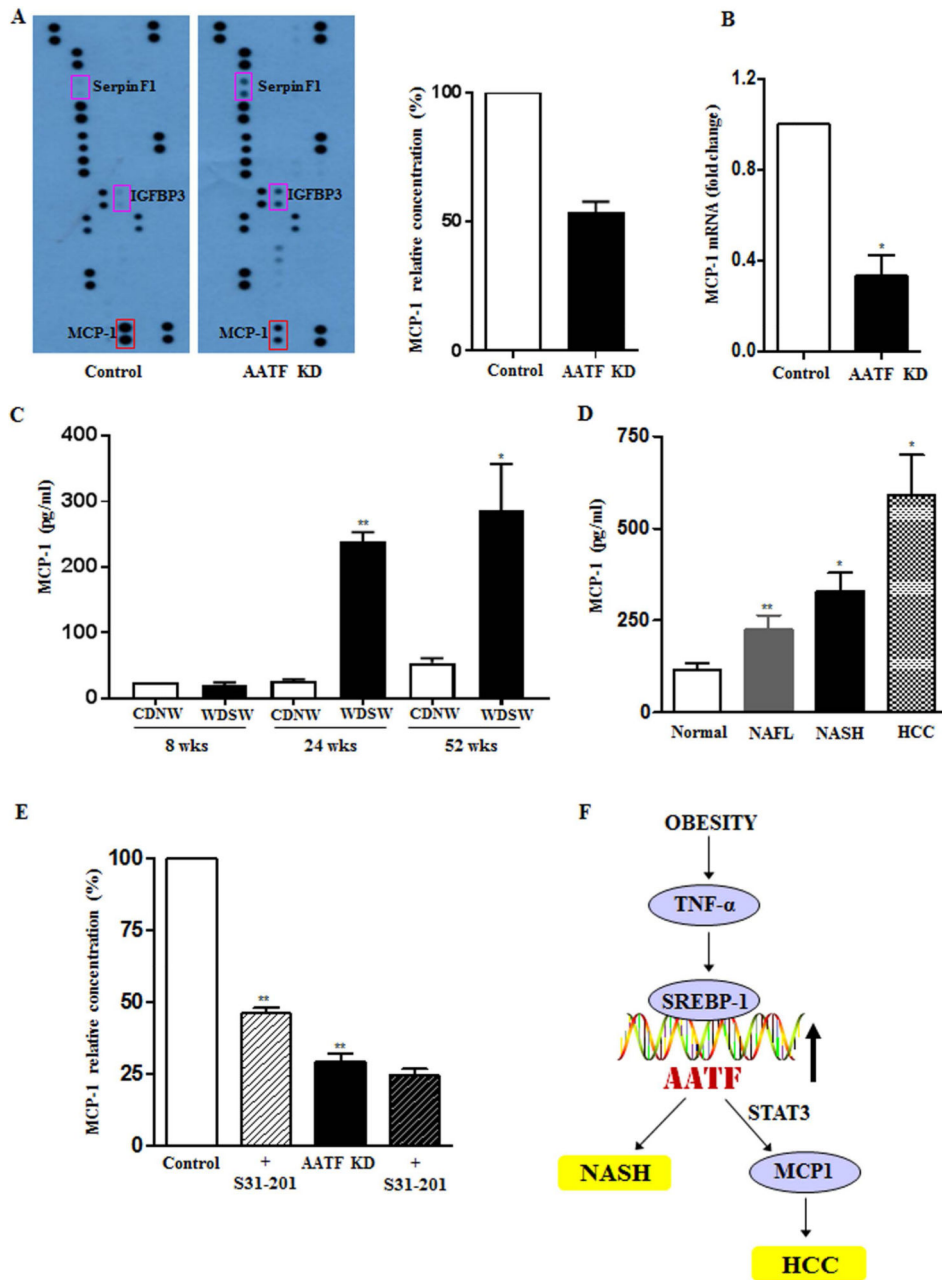 A
SerpinF1
IGFBP3
MCP-1
Control
SerpinF1
IGFBP3
MCP-1
AATF KD
MCP-1 relative concentration (%)
100
50
0
Control
AATF KD
B
MCP-1 mRNA (fold change)
1.2
0.8
0.4
0.0
*
Control
AATF KD
C
MCP-1 (pg/ml)
400
300
200
100
0
**
*
CDNW WDSW CDNW WDSW CDNW WDSW
8 wks 24 wks 52 wks
D
MCP-1 (pg/ml)
750
500
250
0
**
*
*
Normal NAFL NASH HCC
E
MCP-1 relative concentration (%)
100
75
50
25
0
**
**
Control + AATF KD +
S31-201 S31-201
F
OBESITY
TNF-α
SREBP-1
AATF
STAT3
NASH
MCP1
HCC